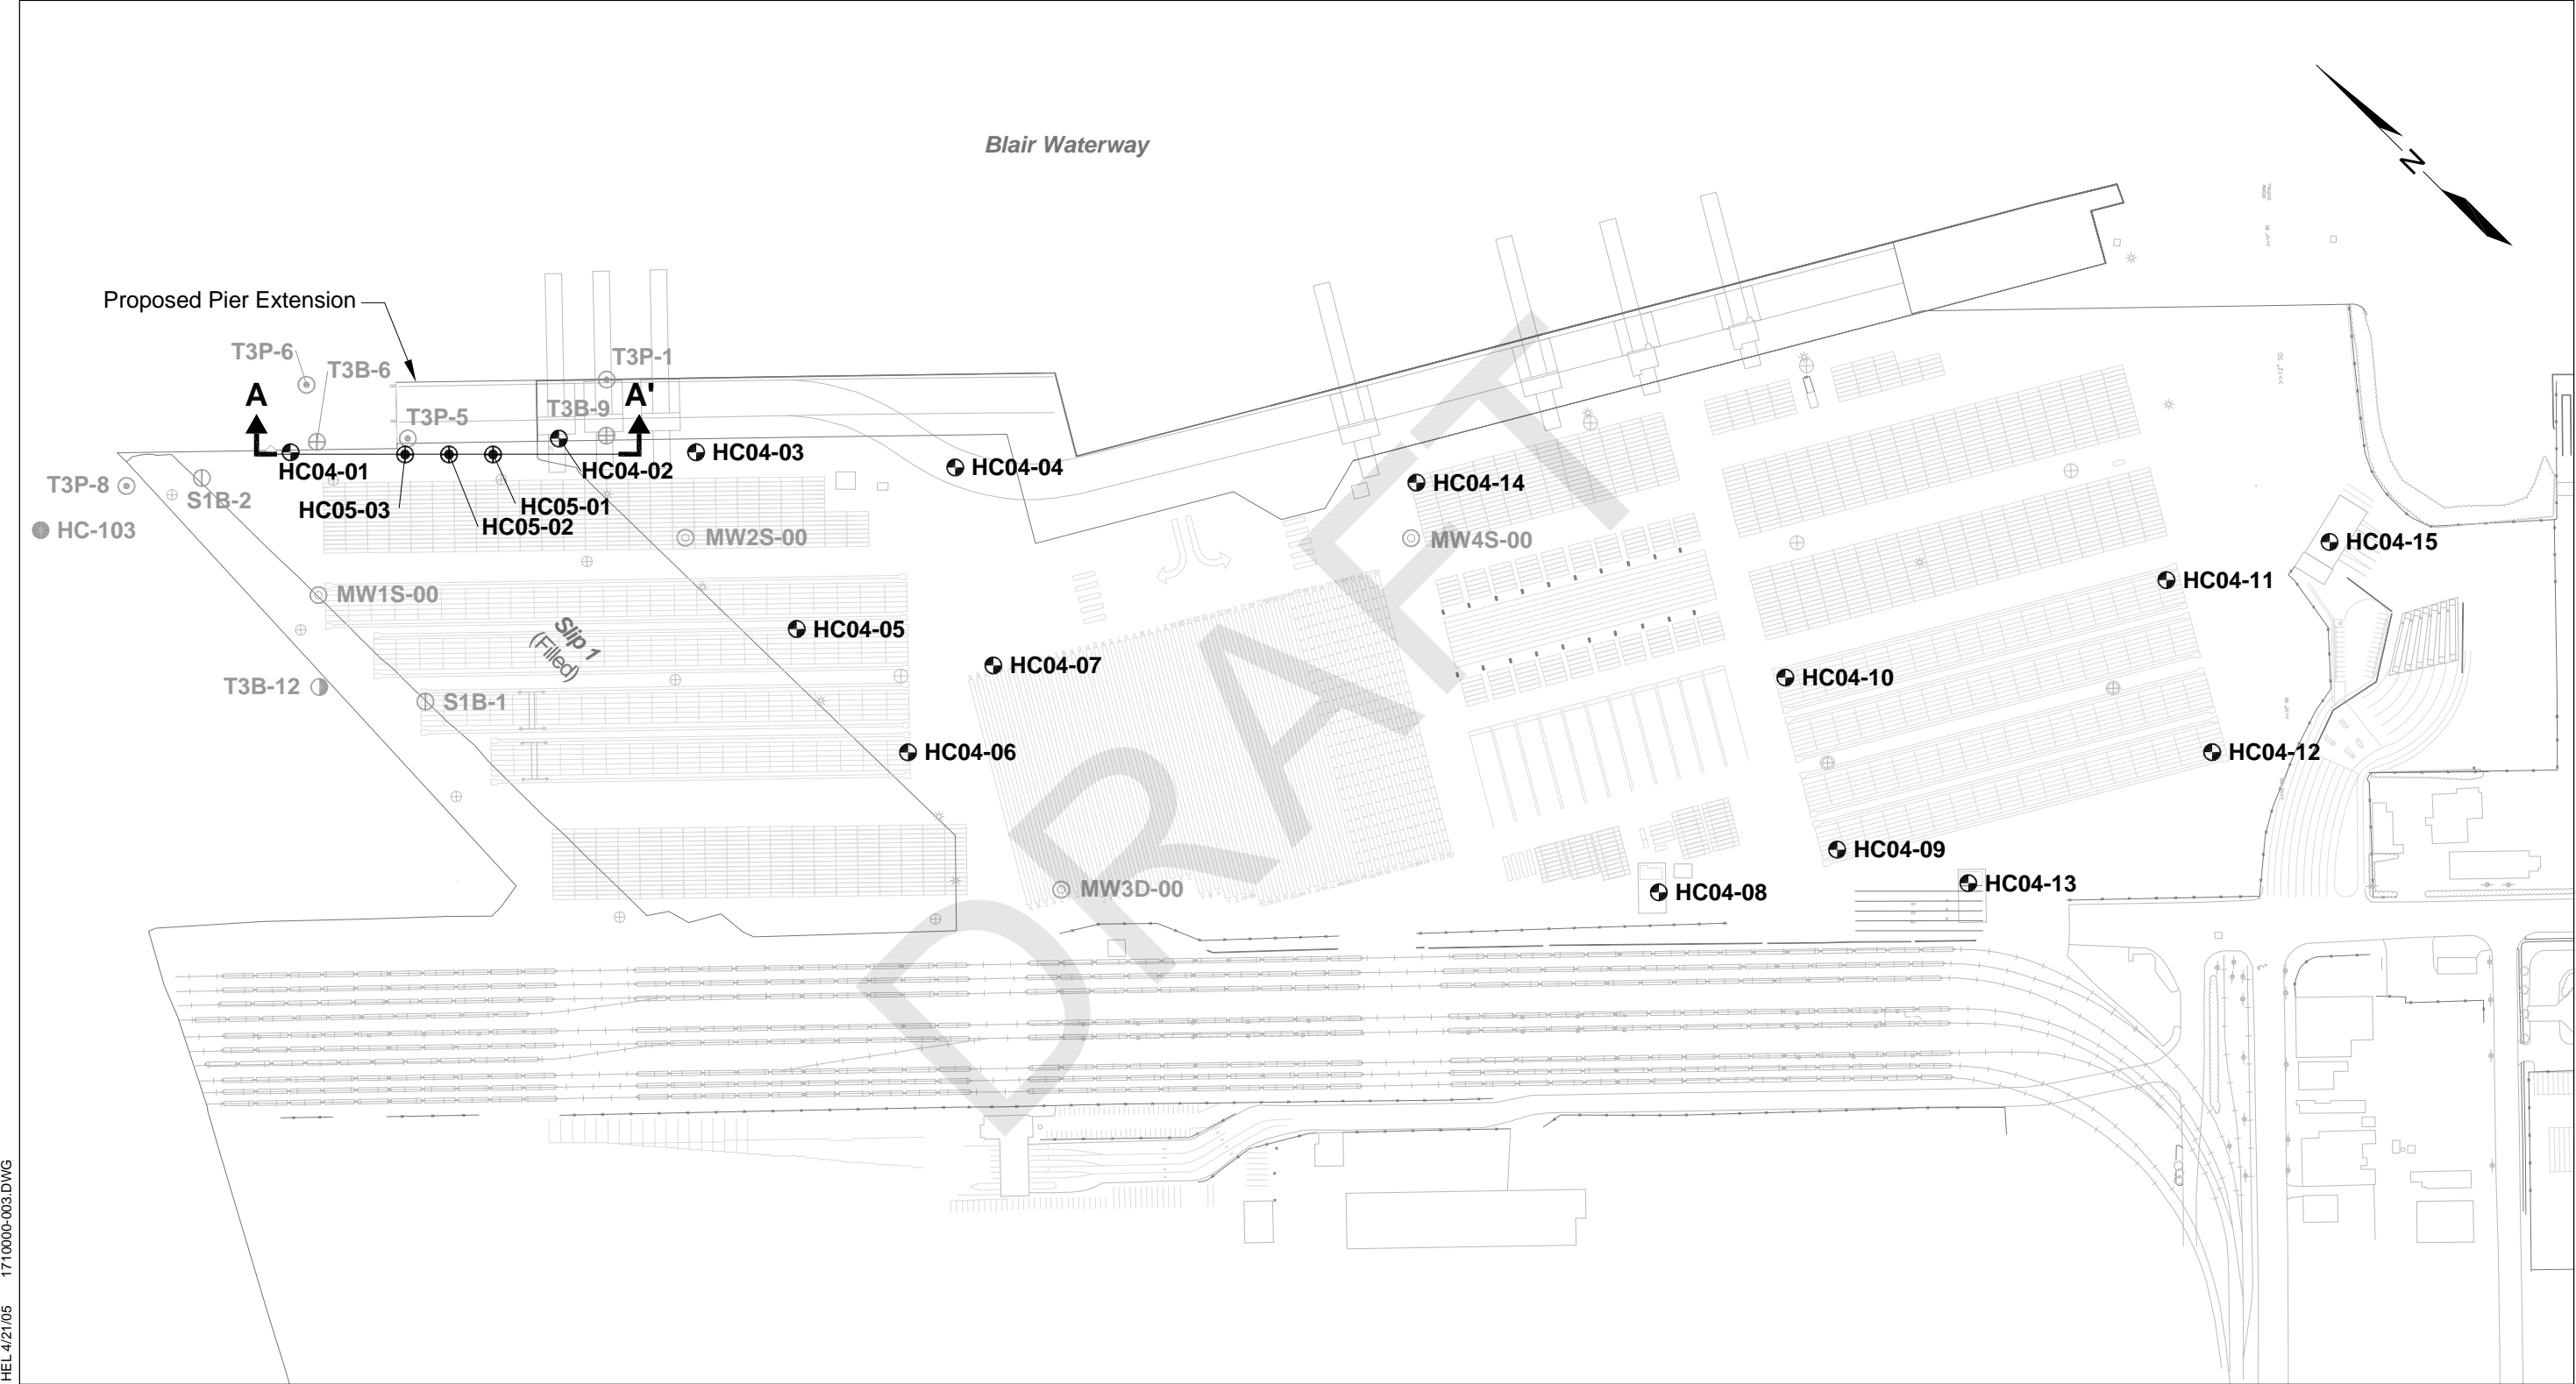 Blair Waterway
N
Proposed Pier Extension
T3P-6
T3B-6
T3P-1
A
A'
T3B-9
T3P-5
HC04-01
HC04-02
HC04-03
HC04-04
T3P-8
S1B-2
HC05-03
HC05-01
HC05-02
HC04-14
HC-103
MW2S-00
MW4S-00
HC04-15
MW1S-00
HC04-11
HC04-05
Slip 1
(Filled)
HC04-07
HC04-10
T3B-12
S1B-1
HC04-06
HC04-12
HC04-09
MW3D-00
HC04-08
HC04-13
DRAFT
HEL 4/21/05 1710000-003.DWG